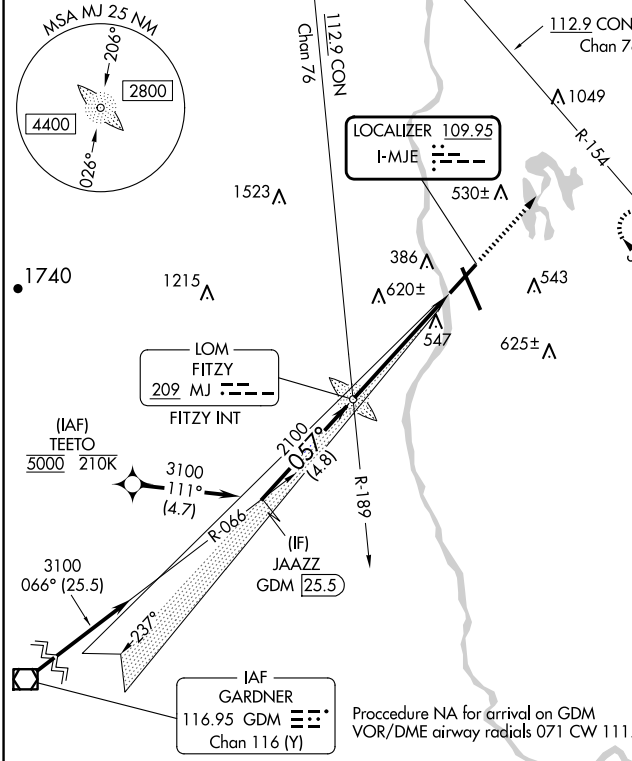 MSA MJ 25 NM
206°
2800
4400
026°
112.9 CON
Chan 76
112.9 CON
Chan 7
1049
R-154
LOCALIZER 109.95
I-MJE
530±
1523
386
1740
1215
620±
543
547
625±
LOM
FITZY
209 MJ
FITZY INT
2100
057°
(4.8)
(IAF)
TEETO
5000 210K
3100
111°
(4.7)
R-066
R-189
(IF)
JAAZZ
GDM 25.5
3100
066° (25.5)
237°
IAF
GARDNER
116.95 GDM
Chan 116 (Y)
Proccedure NA for arrival on GDM
VOR/DME airway radials 071 CW 111